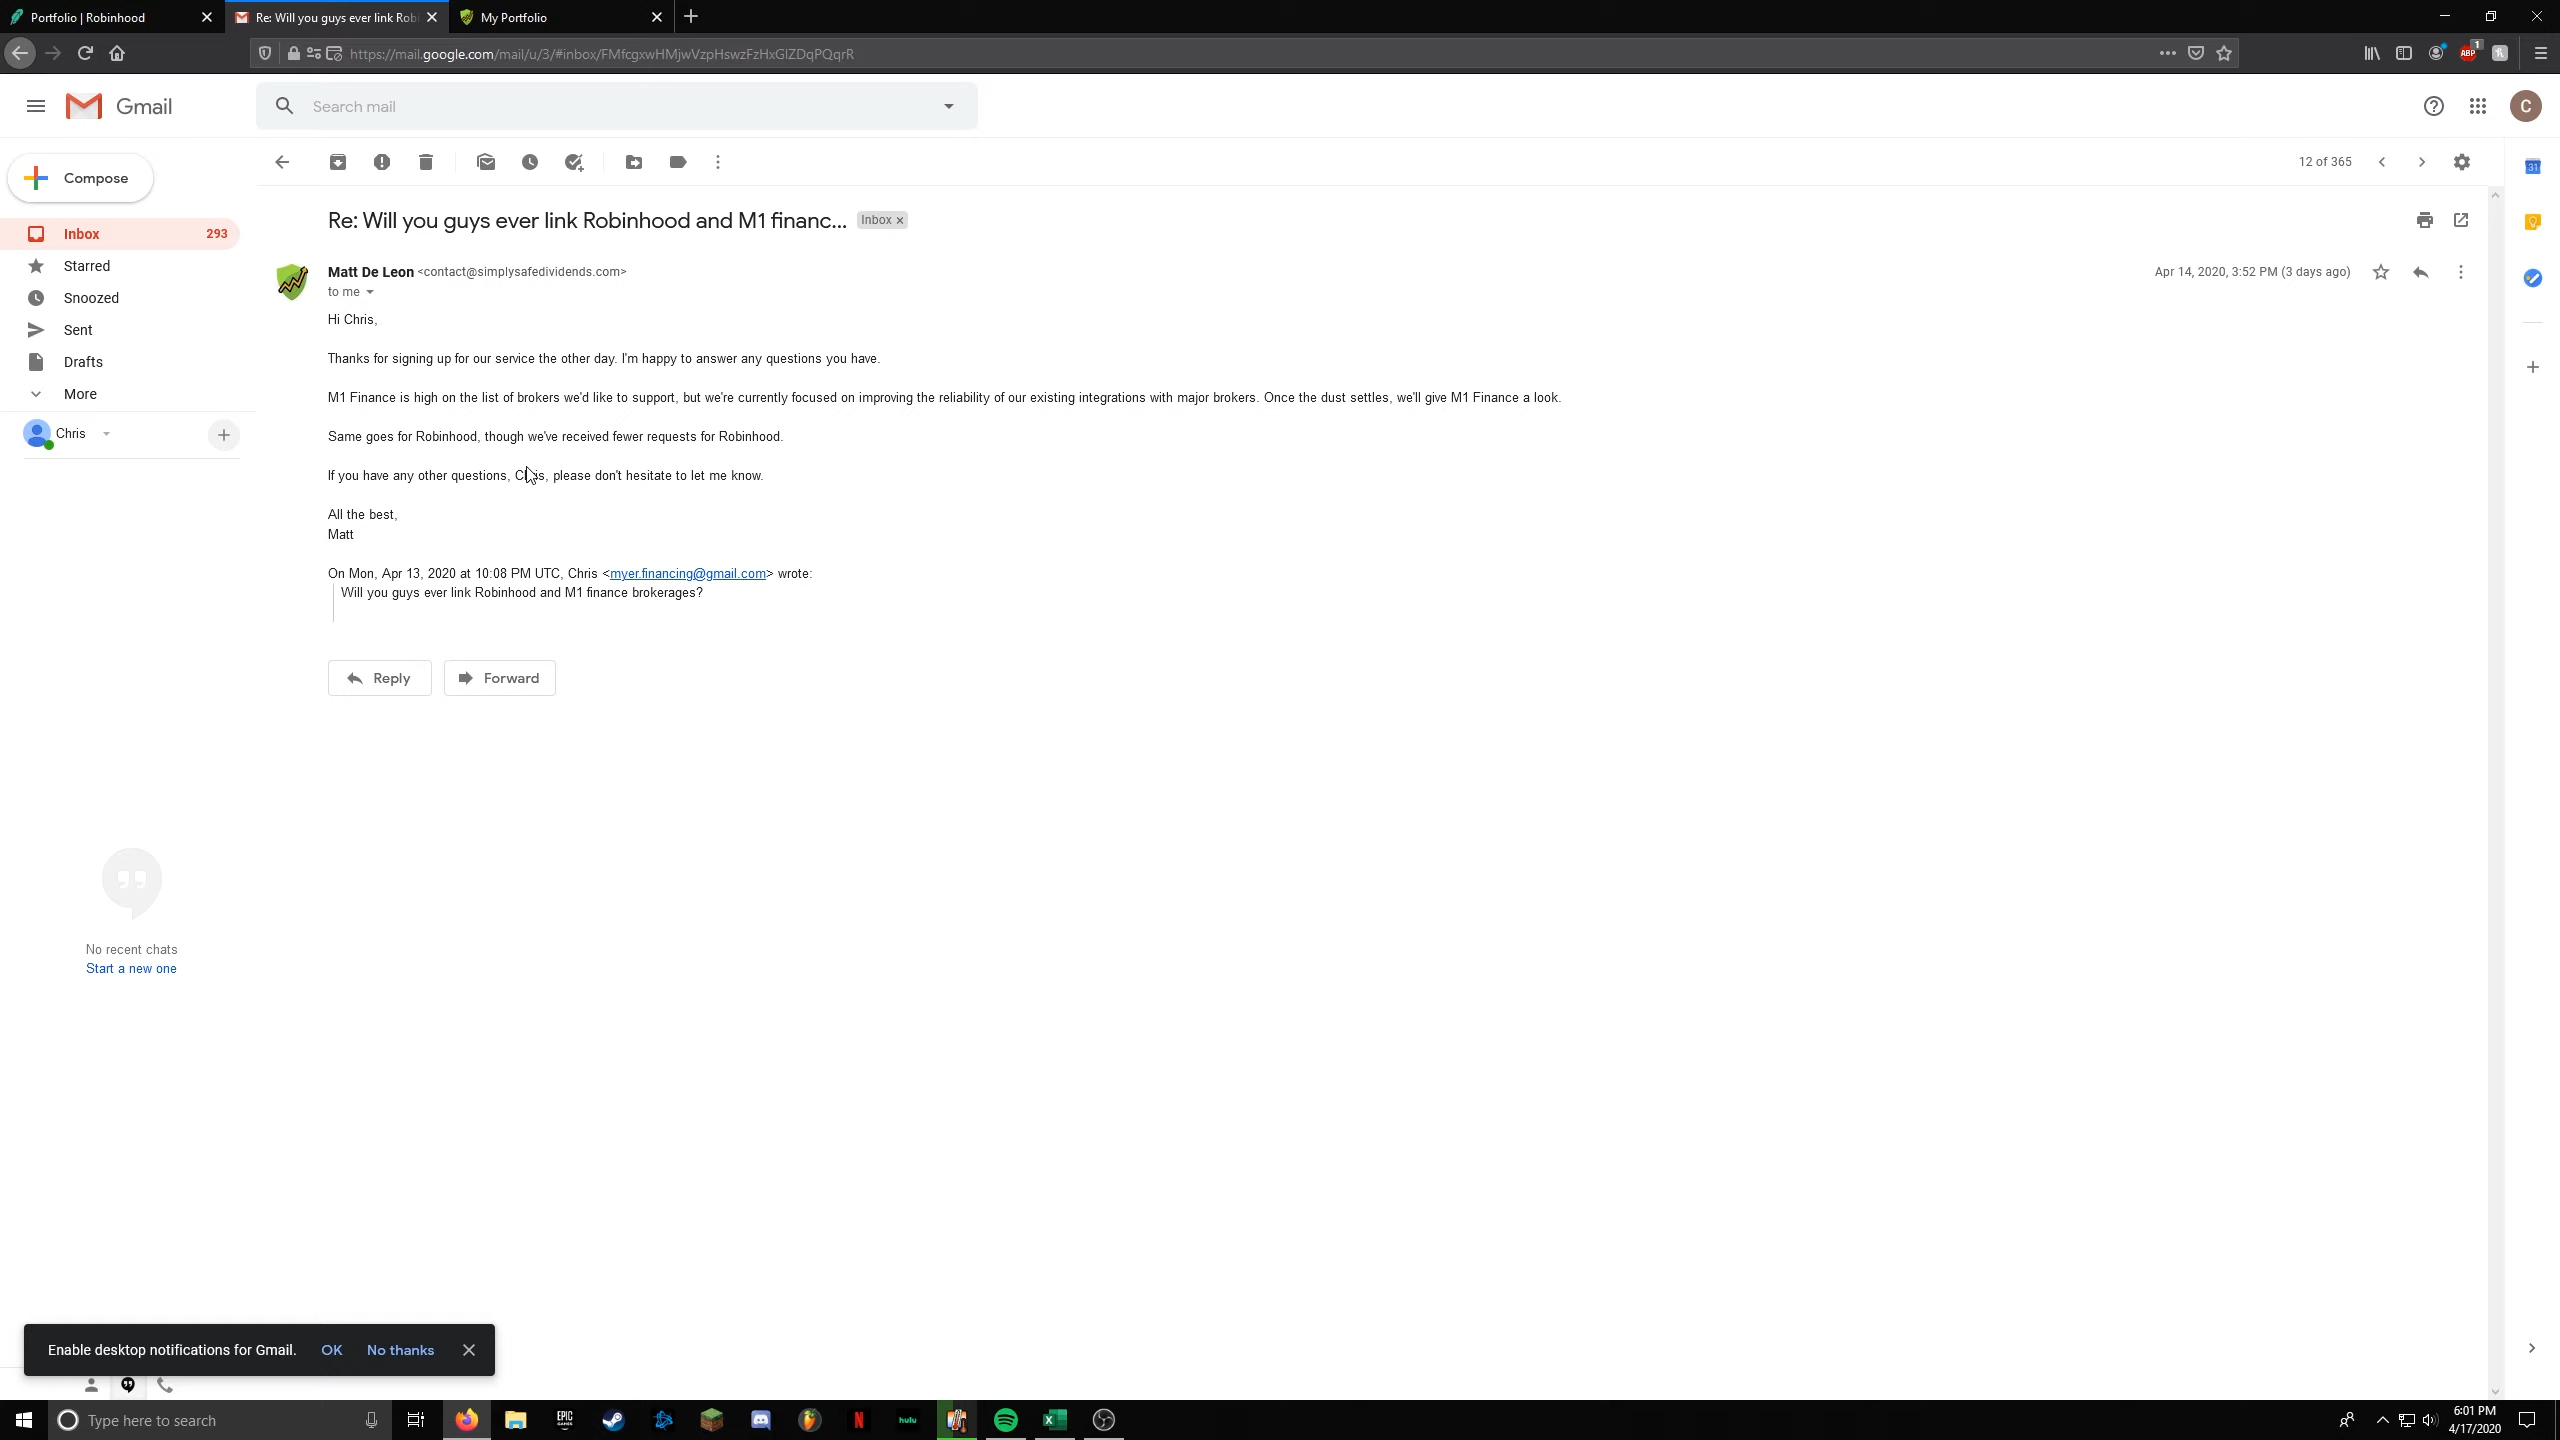 Portfolio | Robinhood
Re: Will you guys ever link Rob
My Portfolio
https://mail.google.com/mail/u/3/#inbox/FMfcgxwHMjwVzpHswzFzHxGlZDqPQqrR
ABP
1
Gmail
Search mail
C
Compose
12 of 365
31
Inbox
293
Starred
Snoozed
Sent
Drafts
More
Chris
Re: Will you guys ever link Robinhood and M1 financ...
Inbox x
Matt De Leon <contact@simplysafedividends.com>
Apr 14, 2020, 3:52 PM (3 days ago)
to me
Hi Chris,
Thanks for signing up for our service the other day. I'm happy to answer any questions you have.
M1 Finance is high on the list of brokers we'd like to support, but we're currently focused on improving the reliability of our existing integrations with major brokers. Once the dust settles, we'll give M1 Finance a look.
Same goes for Robinhood, though we've received fewer requests for Robinhood.
If you have any other questions, Chris, please don't hesitate to let me know.
All the best,
Matt
On Mon, Apr 13, 2020 at 10:08 PM UTC, Chris <myer.financing@gmail.com> wrote:
Will you guys ever link Robinhood and M1 finance brokerages?
Reply
Forward
No recent chats
Start a new one
Enable desktop notifications for Gmail.
OK
No thanks
Type here to search
EPIC
GAMES
N
hulu
X
6:01 PM
4/17/2020